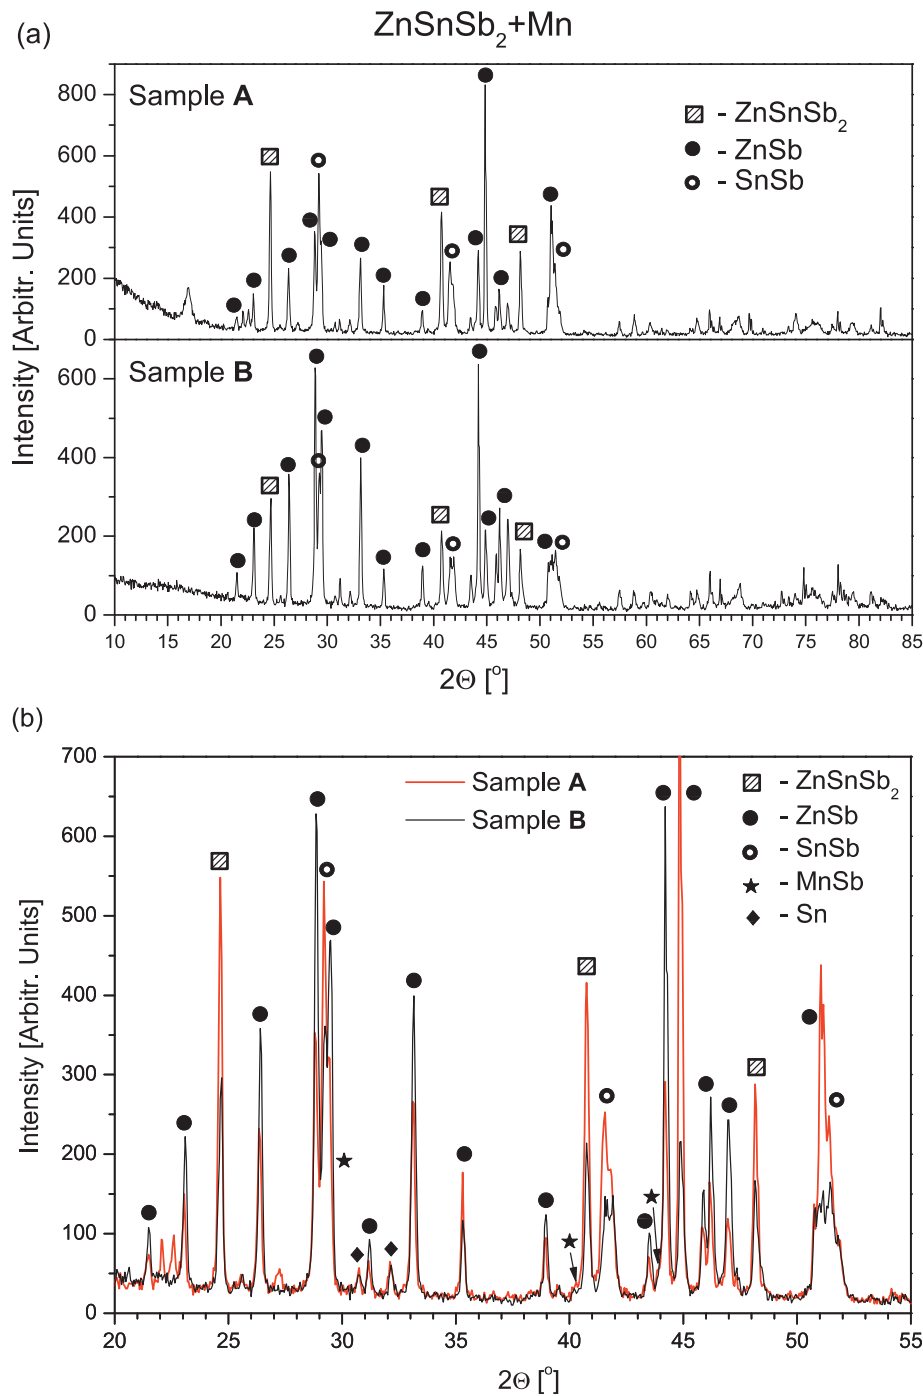 (a)
ZnSnSb₂+Mn
Sample A
- ZnSnSb₂
- ZnSb
- SnSb
800
600
400
200
0
Sample B
600
400
200
0
Intensity [Arbitr. Units]
10 15 20 25 30 35 40 45 50 55 60 65 70 75 80 85
2Θ [°]
(b)
Sample A
Sample B
- ZnSnSb₂
- ZnSb
- SnSb
- MnSb
- Sn
700
600
500
400
300
200
100
0
Intensity [Arbitr. Units]
20 25 30 35 40 45 50 55
2Θ [°]